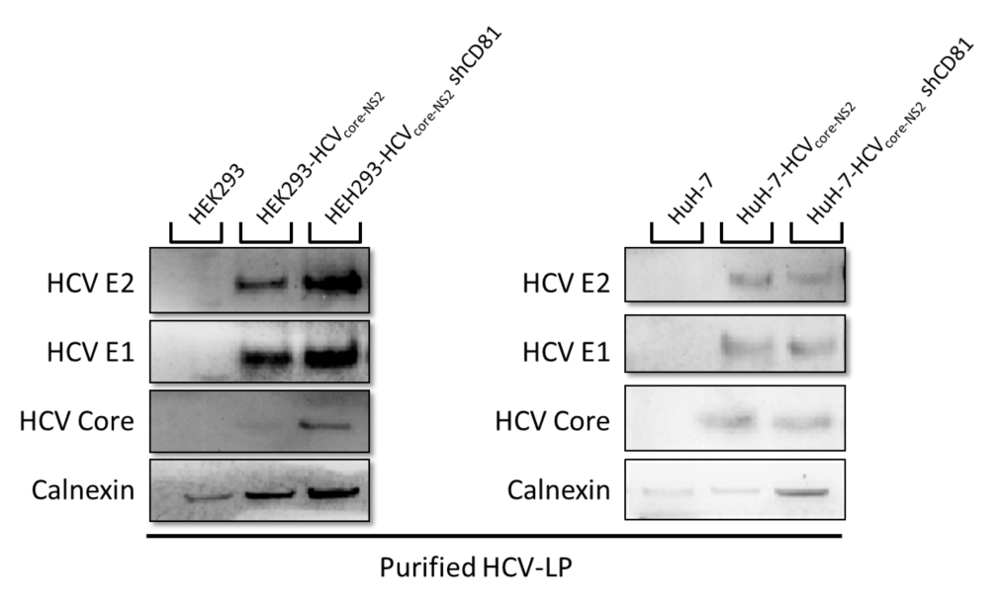 HEK293
HEK293-HCVcore-NS2
HEH293-HCVcore-NS2 shCD81
HuH-7
HuH-7-HCVcore-NS2
HuH-7-HCVcore-NS2 shCD81
HCV E2
HCV E1
HCV Core
Calnexin
HCV E2
HCV E1
HCV Core
Calnexin
Purified HCV-LP